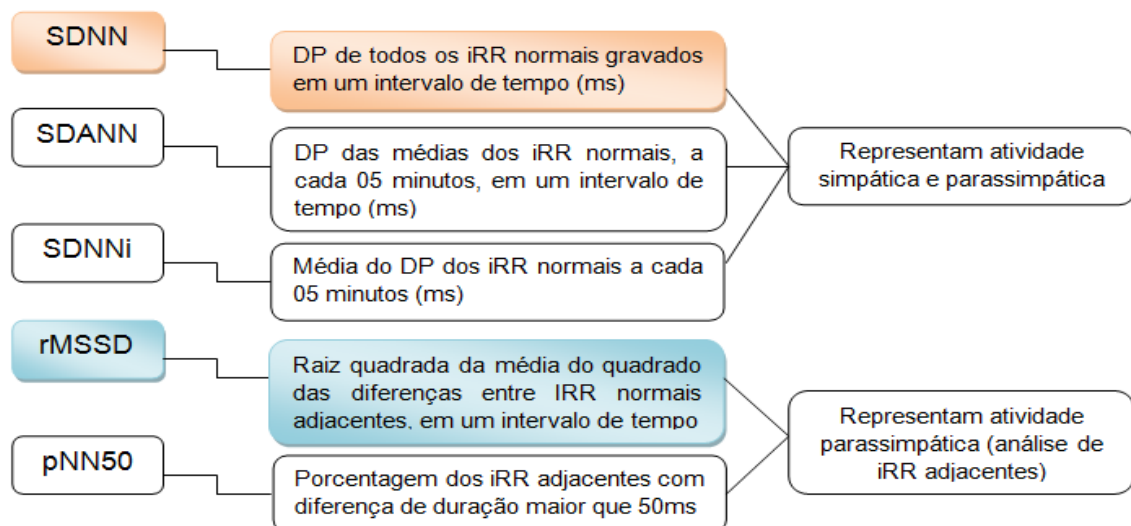 SDNN
DP de todos os iRR normais gravados
em um intervalo de tempo (ms)
SDANN
DP das médias dos iRR normais, a
cada 05 minutos, em um intervalo de
tempo (ms)
SDNNi
Média do DP dos iRR normais a cada
05 minutos (ms)
Representam atividade
simpática e parassimpática
rMSSD
Raiz quadrada da média do quadrado
das diferenças entre IRR normais
adjacentes, em um intervalo de tempo
pNN50
Porcentagem dos iRR adjacentes com
diferença de duração maior que 50ms
Representam atividade
parassimpática (análise de
iRR adjacentes)